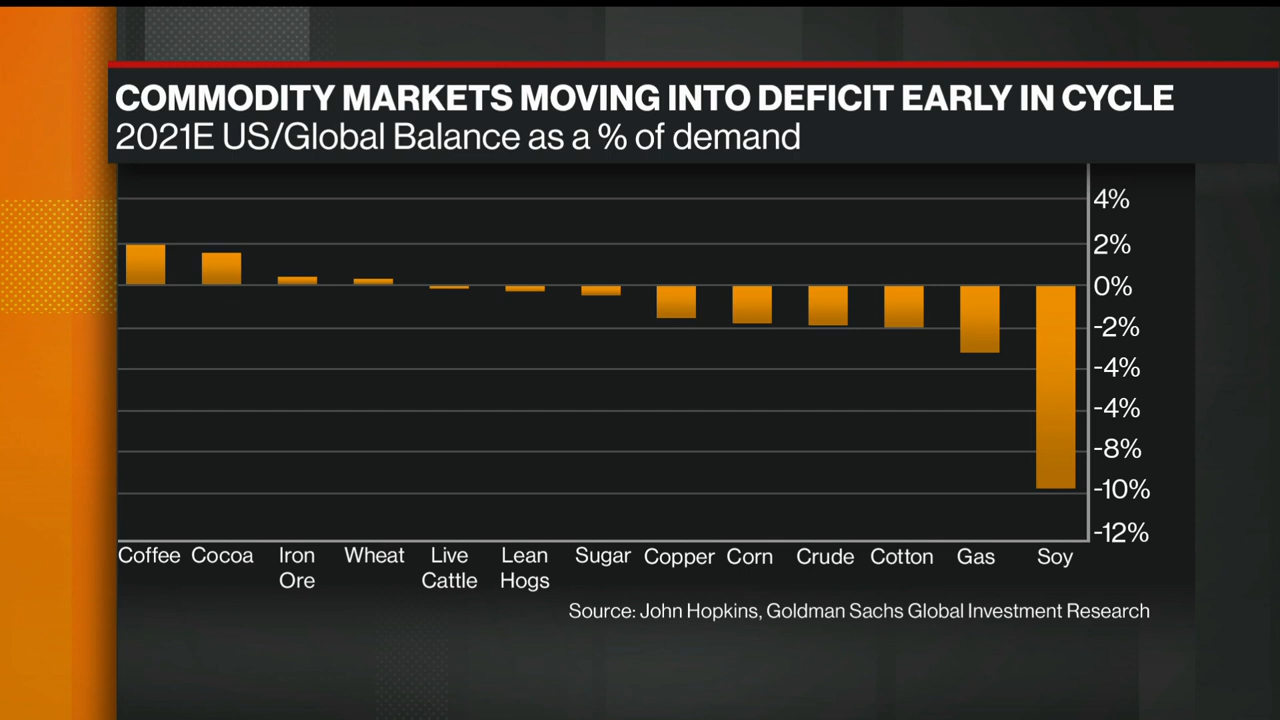 COMMODITY MARKETS MOVING INTO DEFICIT EARLY IN CYCLE
2021E US/Global Balance as a % of demand
4%
2%
0%
-2%
-4%
-4%
-8%
-10%
-12%
Coffee Cocoa Iron Ore Wheat Live Cattle Lean Hogs Sugar Copper Corn Crude Cotton Gas Soy
Source: John Hopkins, Goldman Sachs Global Investment Research